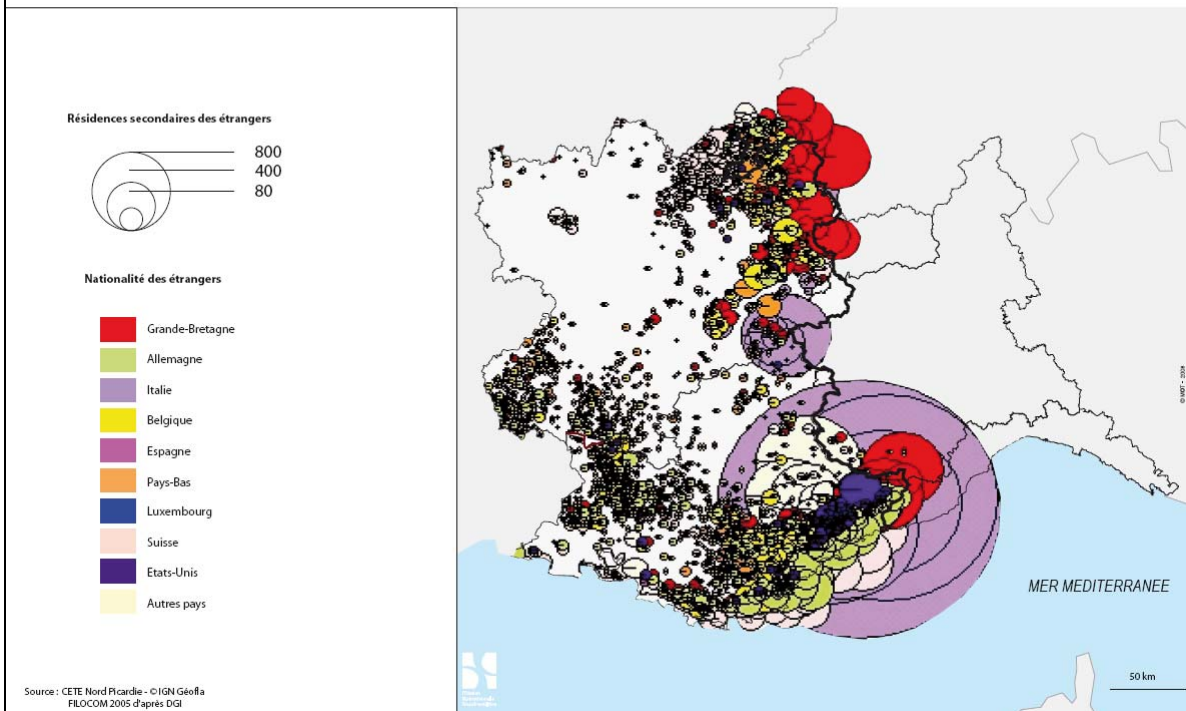 Résidences secondaires des étrangers
800
400
80
Nationalité des étrangers
Grande-Bretagne
Allemagne
Italie
Belgique
Espagne
Pays-Bas
Luxembourg
Suisse
Etats-Unis
Autres pays
Source : CETE Nord Picardie - © IGN Géofla
FILOCOM 2005 d'après DGI
MER MEDITERRANEE
50 km